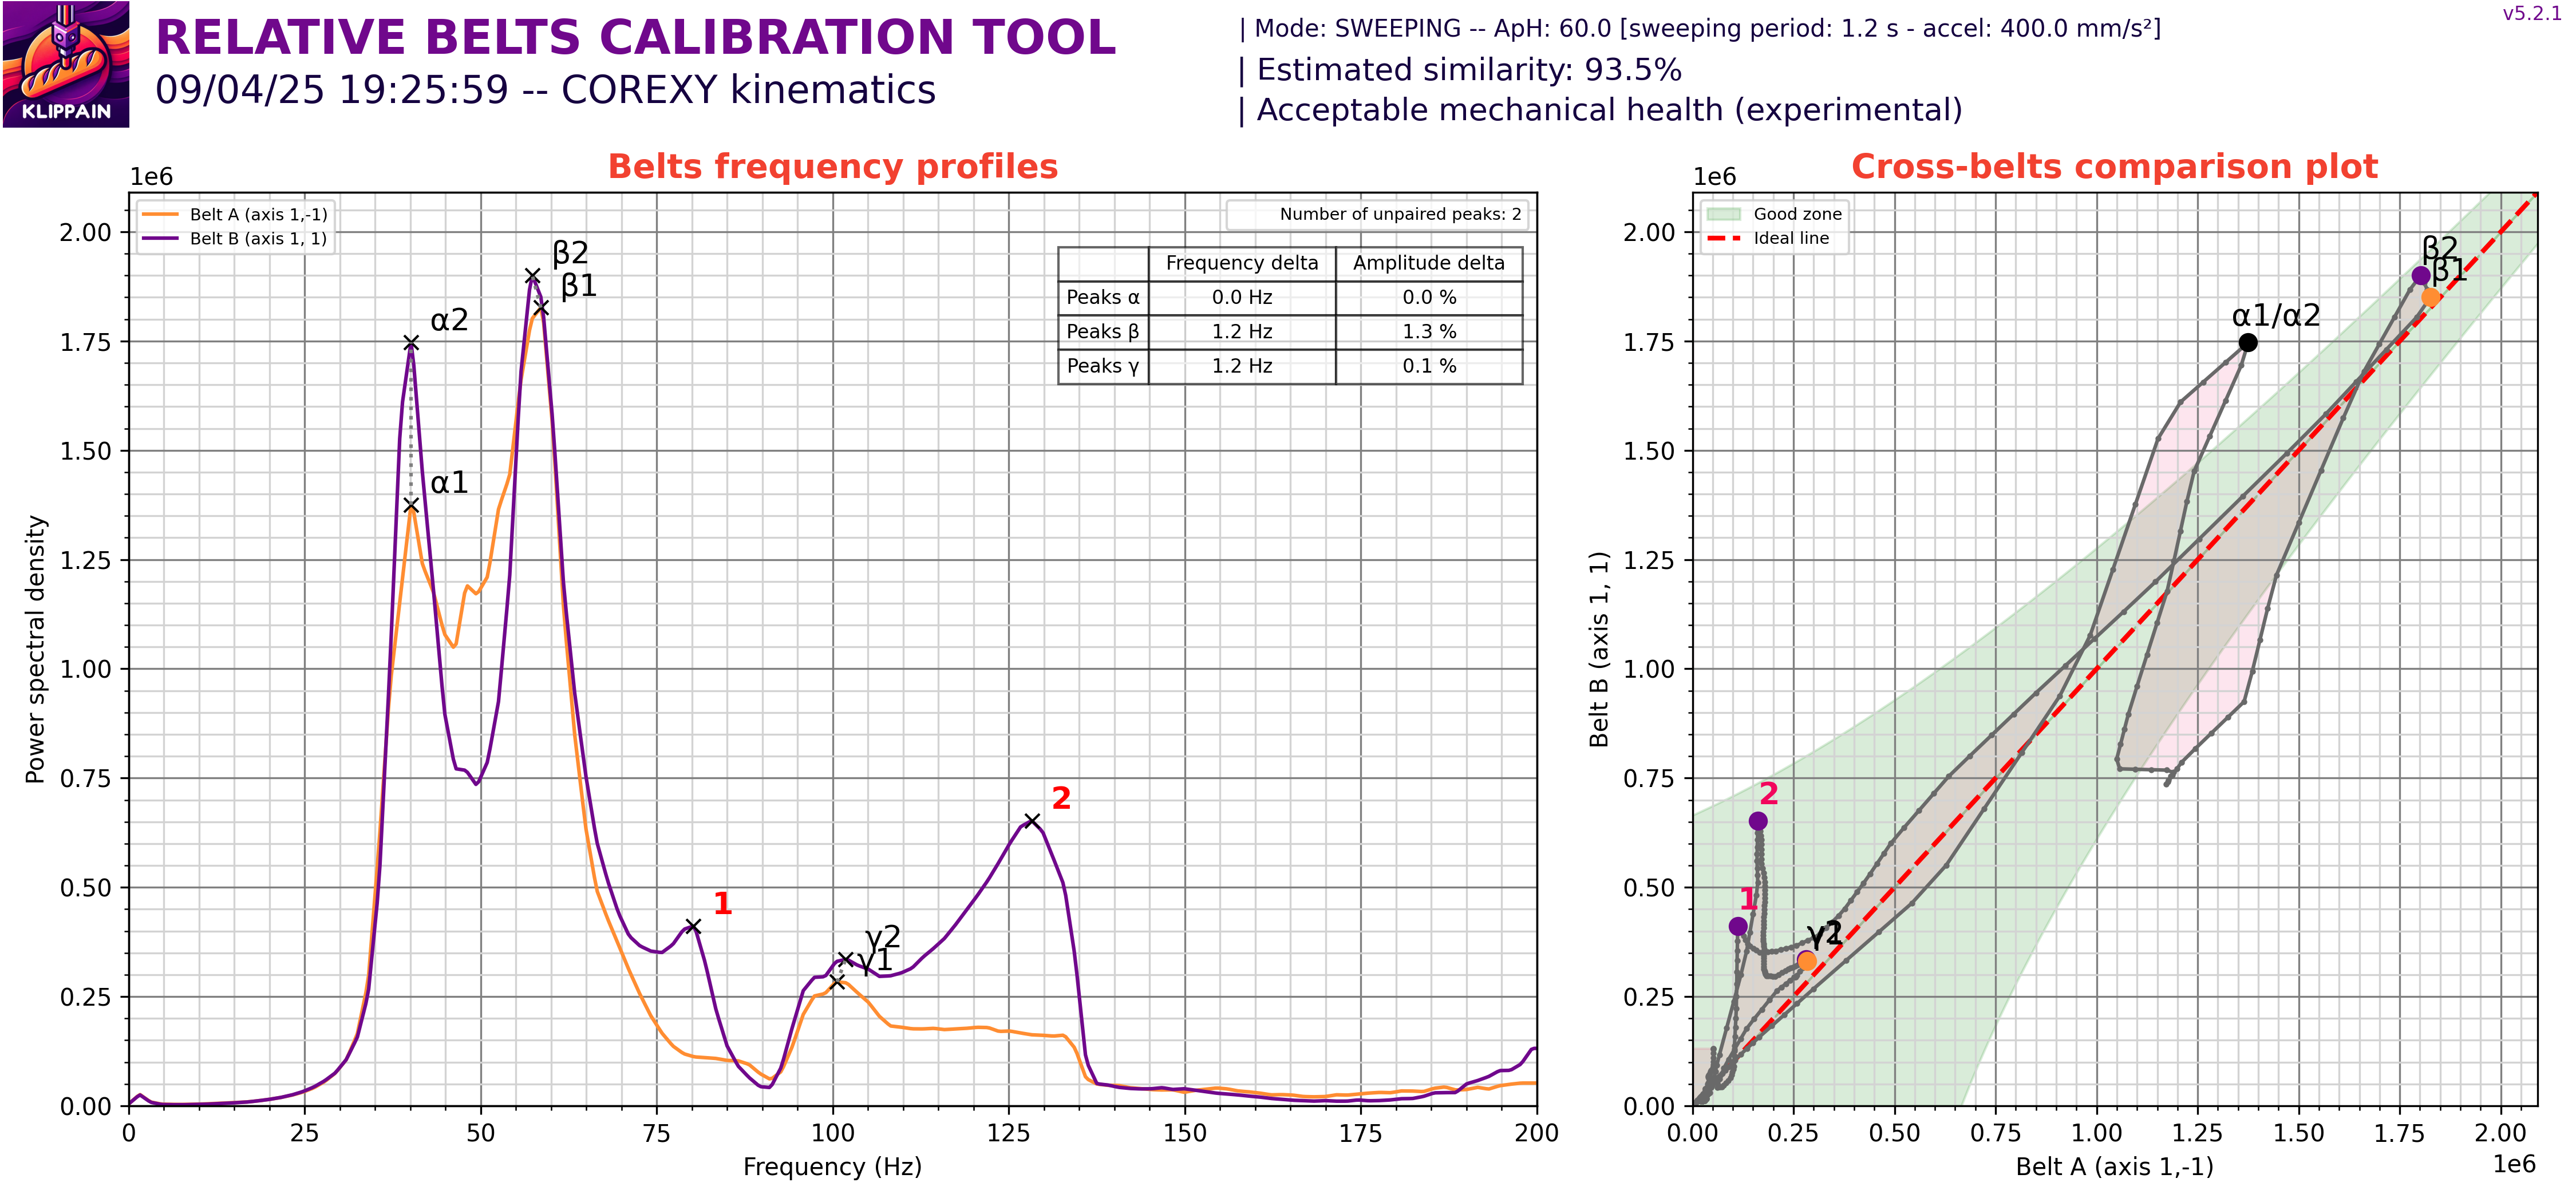 KLIPPAIN
RELATIVE BELTS CALIBRATION TOOL
09/04/25 19:25:59 -- COREXY kinematics
| Mode: SWEEPING -- ApH: 60.0 [sweeping period: 1.2 s - accel: 400.0 mm/s²]
| Estimated similarity: 93.5%
| Acceptable mechanical health (experimental)
v5.2.1
Belts frequency profiles
1e6
Belt A (axis 1,-1)
Belt B (axis 1, 1)
Number of unpaired peaks: 2
Frequency delta Amplitude delta
Peaks α 0.0 Hz 0.0 %
Peaks β 1.2 Hz 1.3 %
Peaks γ 1.2 Hz 0.1 %
β2
β1
α2
α1
2
1
γ2
γ1
2.00
1.75
1.50
1.25
1.00
0.75
0.50
0.25
0.00
Power spectral density
0 25 50 75 100 125 150 175 200
Frequency (Hz)
Cross-belts comparison plot
1e6
Good zone
Ideal line
β2
β1
α1/α2
2
1
γ2
2.00
1.75
1.50
1.25
1.00
0.75
0.50
0.25
0.00
Belt B (axis 1, 1)
0.00 0.25 0.50 0.75 1.00 1.25 1.50 1.75 2.00
Belt A (axis 1,-1)
1e6